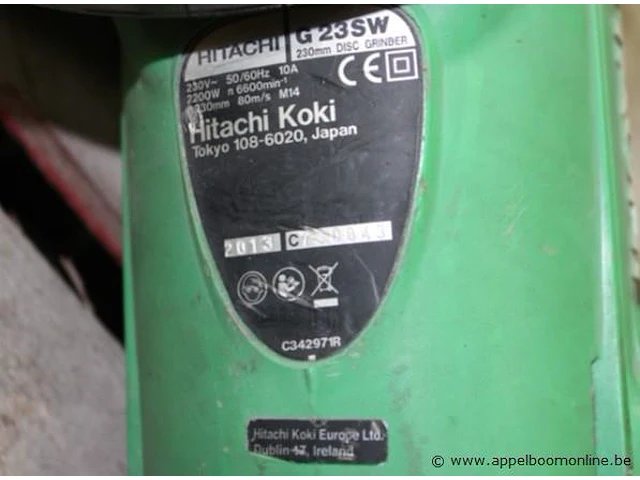 HITACHI
G 23SW
230mm DISC GRINDER
230V~ 50/60Hz 10A
2200W n 6600min⁻¹
230mm 80m/s M14
CE
Hitachi Koki
Tokyo 108-6020, Japan
2013 C
C342971R
Hitachi Koki Europe Ltd.
Dublin 17, Ireland
© www.appelboomonline.be